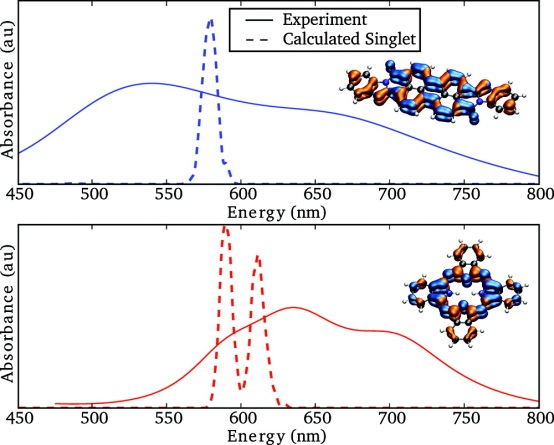 Experiment
Calculated Singlet
Absorbance (au)
450 500 550 600 650 700 750 800
Energy (nm)
Absorbance (au)
450 500 550 600 650 700 750 800
Energy (nm)